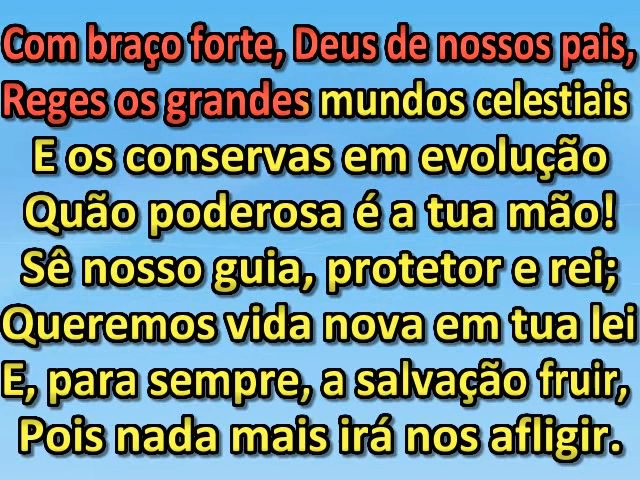 Com braço forte, Deus de nossos pais,
Reges os grandes mundos celestiais
E os conservas em evolução
Quão poderosa é a tua mão!
Sê nosso guia, protetor e rei;
Queremos vida nova em tua lei
E, para sempre, a salvação fruir,
Pois nada mais irá nos afligir.